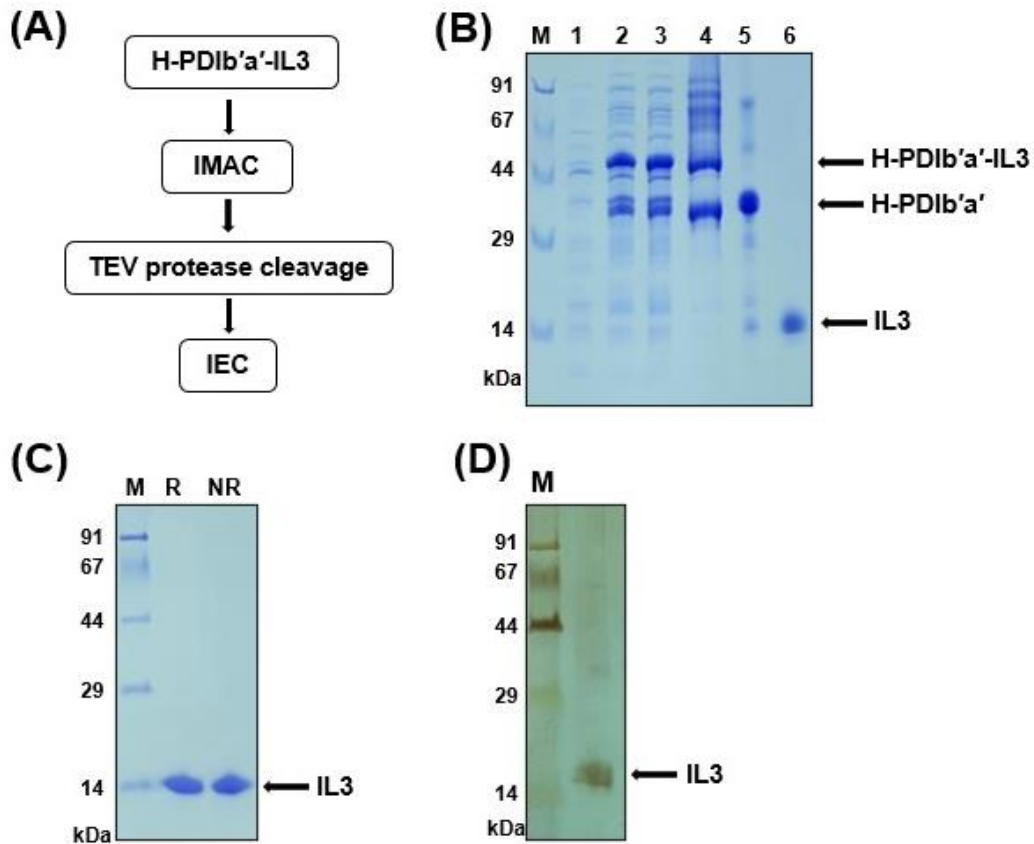 (A)
H-PDIb′a′-IL3
IMAC
TEV protease cleavage
IEC
(B)
M 1 2 3 4 5 6
91
67
44
29
14
kDa
H-PDIb′a′-IL3
H-PDIb′a′
IL3
(C)
M R NR
91
67
44
29
14
kDa
IL3
(D)
M
91
67
44
29
14
kDa
IL3